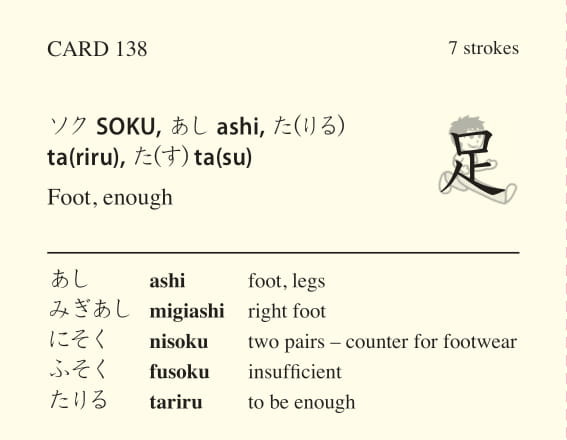 CARD 138 7 strokes
ソク SOKU, あし ashi, た(りる)
ta(riru), た(す) ta(su)
足
Foot, enough
あし ashi foot, legs
みぎあし migiashi right foot
にそく nisoku two pairs – counter for footwear
ふそく fusoku insufficient
たりる tariru to be enough